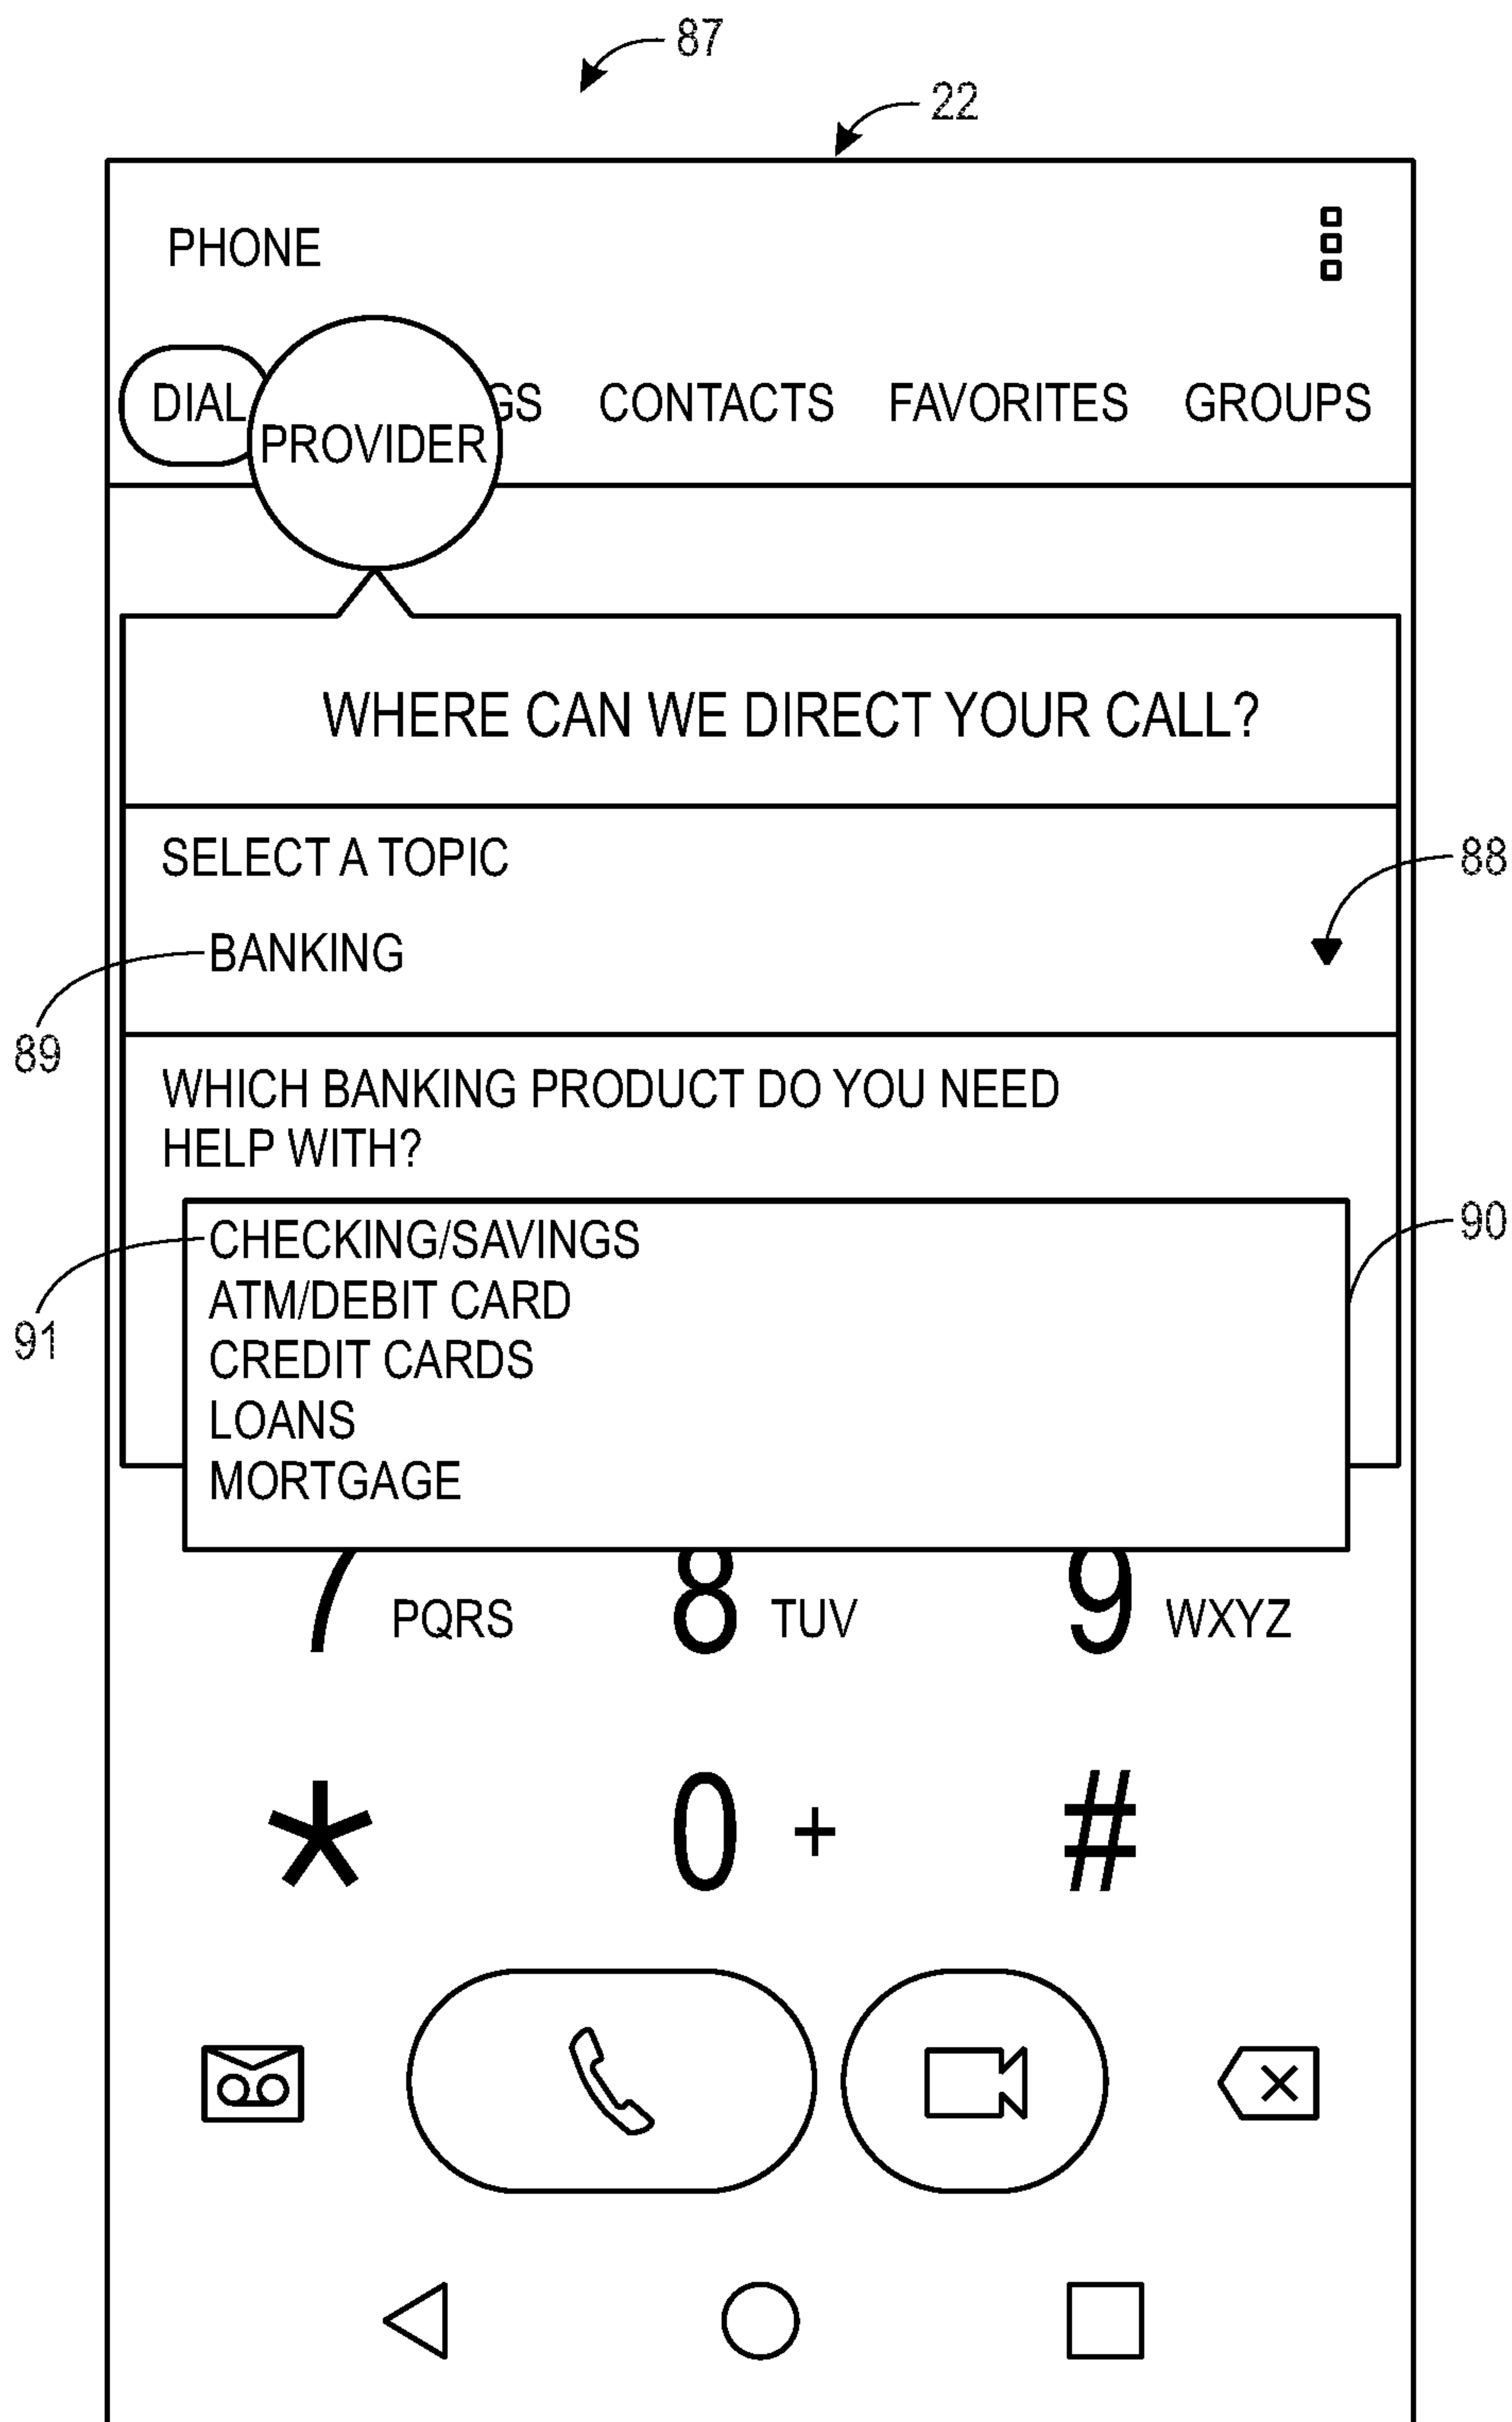 87
22
PHONE
DIAL GS CONTACTS FAVORITES GROUPS
PROVIDER
WHERE CAN WE DIRECT YOUR CALL?
SELECT A TOPIC
88
BANKING
89
WHICH BANKING PRODUCT DO YOU NEED
HELP WITH?
90
CHECKING/SAVINGS
91
ATM/DEBIT CARD
CREDIT CARDS
LOANS
MORTGAGE
7 PQRS 8 TUV 9 WXYZ
* 0 + #